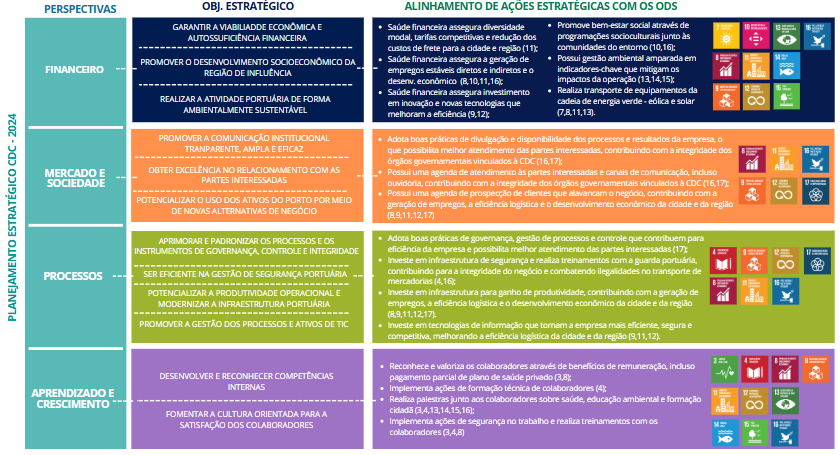 PERSPECTIVAS
OBJ. ESTRATÉGICO
ALINHAMENTO DE AÇÕES ESTRATÉGICAS COM OS ODS
PLANEJAMENTO ESTRATÉGICO CDC - 2024
FINANCEIRO
GARANTIR A VIABILIADDE ECONÔMICA E
AUTOSSUFICIÊNCIA FINANCEIRA
PROMOVER O DESENVOLVIMENTO SOCIOECONÔMICO DA
REGIÃO DE INFLUÊNCIA
REALIZAR A ATIVIDADE PORTUÁRIA DE FORMA
AMBIENTALMENTE SUSTENTÁVEL
• Saúde financeira assegura diversidade
modal, tarifas competitivas e redução dos
custos de frete para a cidade e região (11);
• Saúde financeira assegura a geração de
empregos estáveis diretos e indiretos e o
desenv. econômico (8,10,11,16);
• Saúde financeira assegura investimento
em inovação e novas tecnologias que
melhoram a eficiência (9,12);
• Promove bem-estar social através de
programações socioculturais junto às
comunidades do entorno (10,16);
• Possui gestão ambiental amparada em
indicadores-chave que mitigam os
impactos da operação (13,14,15);
• Realiza transporte de equipamentos da
cadeia de energia verde - eólica e solar
(7,8,11,13).
MERCADO E
SOCIEDADE
PROMOVER A COMUNICAÇÃO INSTITUCIONAL
TRANPARENTE, AMPLA E EFICAZ
OBTER EXCELÊNCIA NO RELACIONAMENTO COM AS
PARTES INTERESSADAS
POTENCIALIZAR O USO DOS ATIVOS DO PORTO POR MEIO
DE NOVAS ALTERNATIVAS DE NEGÓCIO
• Adota boas práticas de divulgação e disponibilidade dos processos e resultados da empresa, o
que possibilita melhor atendimento das partes interessadas, contribuindo com a integridade dos
órgãos governamentais vinculados à CDC (16,17);
• Possui uma agenda de atendimento às partes interessadas e canais de comunicação, incluso
ouvidoria, contribuindo com a integridade dos órgãos governamentais vinculados à CDC (16,17);
• Possui uma agenda de prospecção de clientes que alavancam o negócio, contribuindo com a
geração de empregos, a eficiência logística e o desenvolvimento econômico da cidade e da região
(8,9,11,12,17)
PROCESSOS
APRIMORAR E PADRONIZAR OS PROCESSOS E OS
INSTRUMENTOS DE GOVERNANÇA, CONTROLE E INTEGRIDADE
SER EFICIENTE NA GESTÃO DE SEGURANÇA PORTUÁRIA
POTENCIALIZAR A PRODUTIVIDADE OPERACIONAL E
MODERNIZAR A INFRAESTRUTURA PORTUÁRIA
PROMOVER A GESTÃO DOS PROCESSOS E ATIVOS DE TIC
• Adota boas práticas de governança, gestão de processos e controle que contribuem para
eficiência da empresa e possibilita melhor atendimento das partes interessadas (17);
• Investe em infraestrutura de segurança e realiza treinamentos com a guarda portuária,
contribuindo para a integridade do negócio e combatendo ilegalidades no transporte de
mercadorias (4,16);
• Investe em infraestrutura para ganho de produtividade, contribuindo com a geração de
empregos, a eficiência logística e o desenvolvimento econômico da cidade e da região
(8,9,11,12,17).
• Investe em tecnologias de informação que tornam a empresa mais eficiente, segura e
competitiva, melhorando a eficiência logística da cidade e da região (9,11,12).
APRENDIZADO E
CRESCIMENTO
DESENVOLVER E RECONHECER COMPETÊNCIAS
INTERNAS
FOMENTAR A CULTURA ORIENTADA PARA A
SATISFAÇÃO DOS COLABORADORES
• Reconhece e valoriza os colaboradores através de benefícios de remuneração, incluso
pagamento parcial de plano de saúde privado (3,8);
• Implementa ações de formação técnica de colaboradores (4);
• Realiza palestras junto aos colaboradores sobre saúde, educação ambiental e formação
cidadã (3,4,13,14,15,16);
• Implementa ações de segurança no trabalho e realiza treinamentos com os
colaboradores (3,4,8)